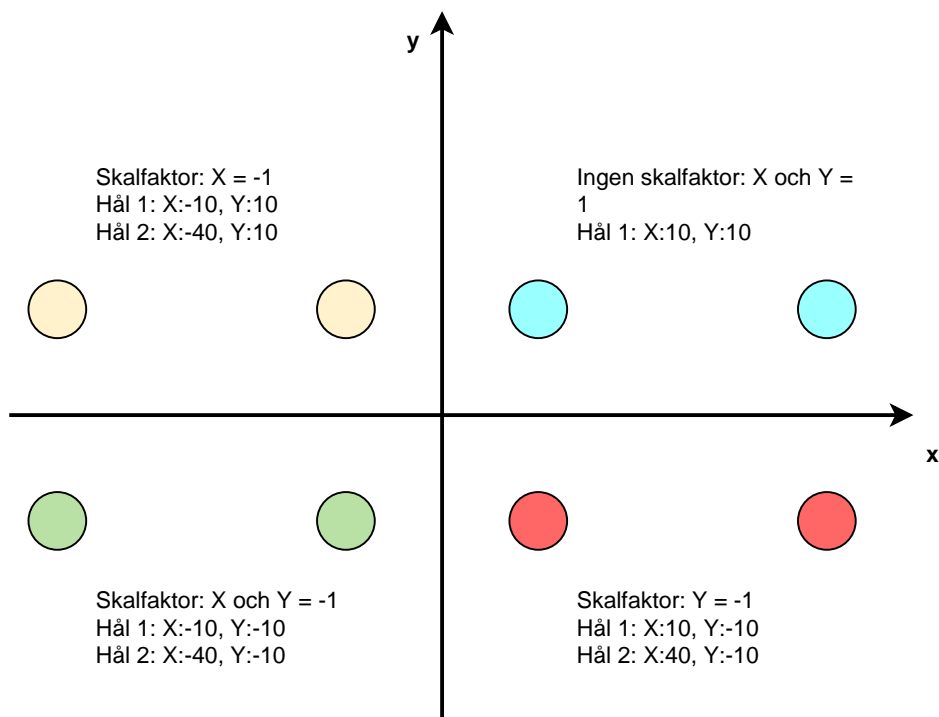 y
Skalfaktor: X = -1
Hål 1: X:-10, Y:10
Hål 2: X:-40, Y:10
Ingen skalfaktor: X och Y =
1
Hål 1: X:10, Y:10
x
Skalfaktor: X och Y = -1
Hål 1: X:-10, Y:-10
Hål 2: X:-40, Y:-10
Skalfaktor: Y = -1
Hål 1: X:10, Y:-10
Hål 2: X:40, Y:-10